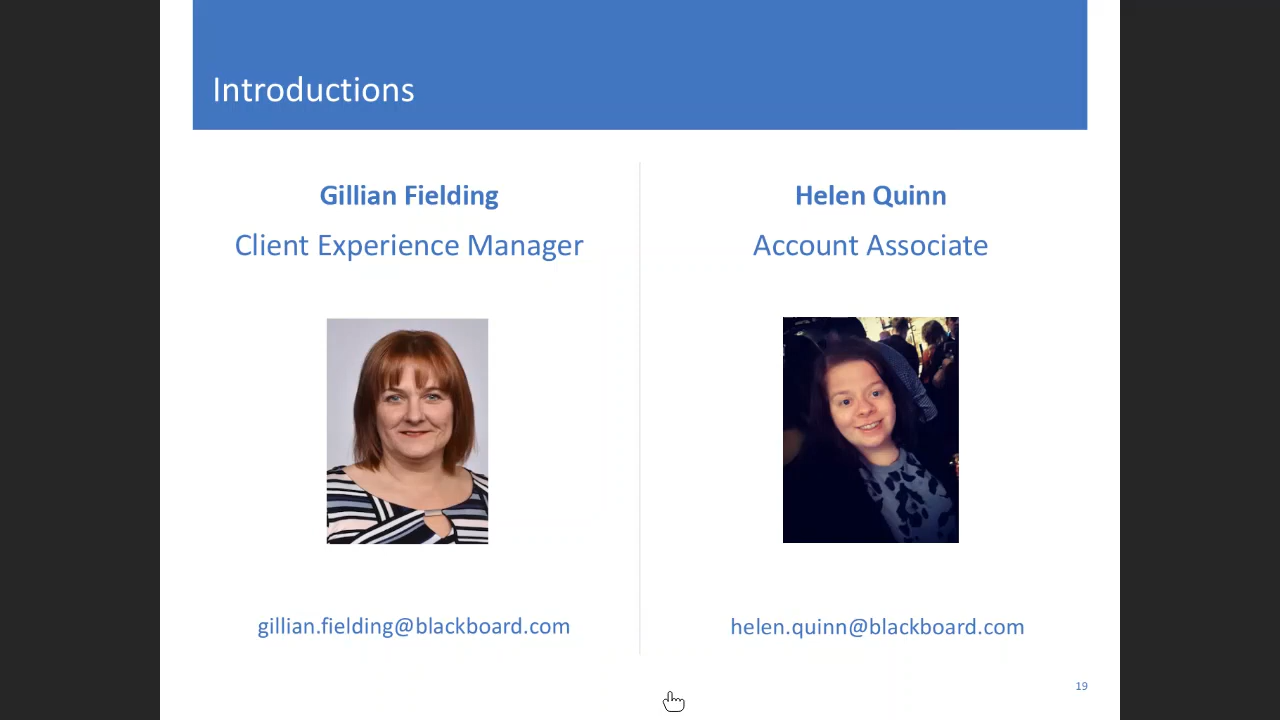 Introductions
Gillian Fielding
Client Experience Manager
gillian.fielding@blackboard.com
Helen Quinn
Account Associate
helen.quinn@blackboard.com
19